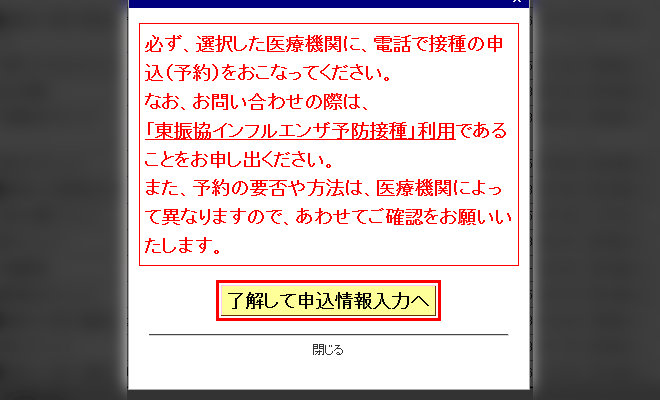 必ず、選択した医療機関に、電話で接種の申
込(予約)をおこなってください。
なお、お問い合わせの際は、
「東振協インフルエンザ予防接種」利用である
ことをお申し出ください。
また、予約の要否や方法は、医療機関によっ
て異なりますので、あわせてご確認をお願いい
たします。
了解して申込情報入力へ
閉じる